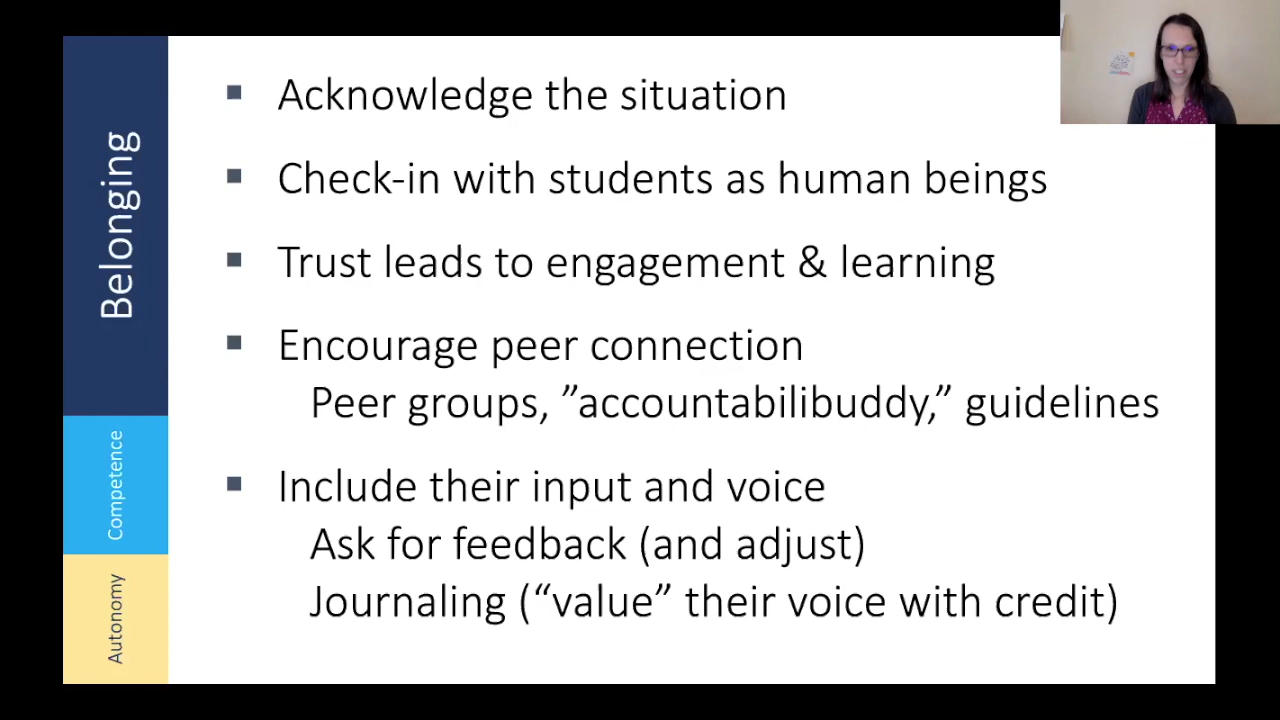 Belonging
Competence
Autonomy
Acknowledge the situation
Check-in with students as human beings
Trust leads to engagement & learning
Encourage peer connection
Peer groups, ”accountabilibuddy,” guidelines
Include their input and voice
Ask for feedback (and adjust)
Journaling (“value” their voice with credit)